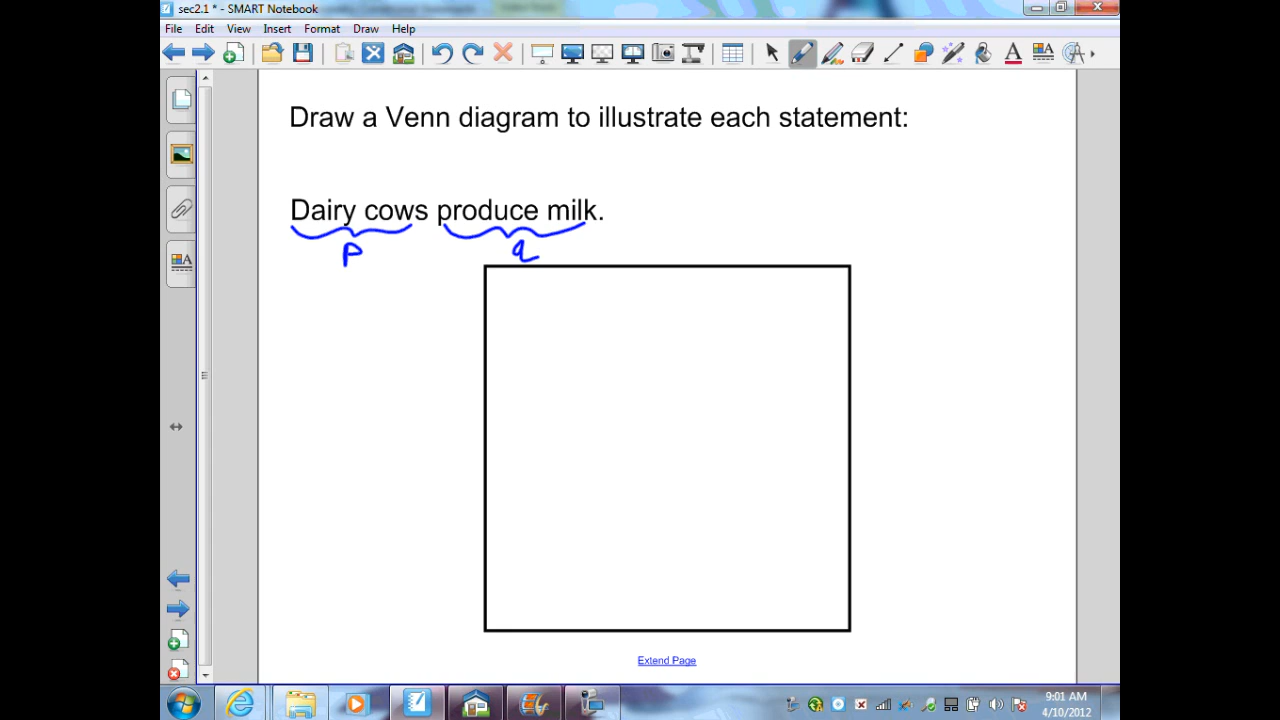 sec2.1 * - SMART Notebook
File Edit View Insert Format Draw Help
Draw a Venn diagram to illustrate each statement:
Dairy cows produce milk.
p q
Extend Page
9:01 AM
4/10/2012